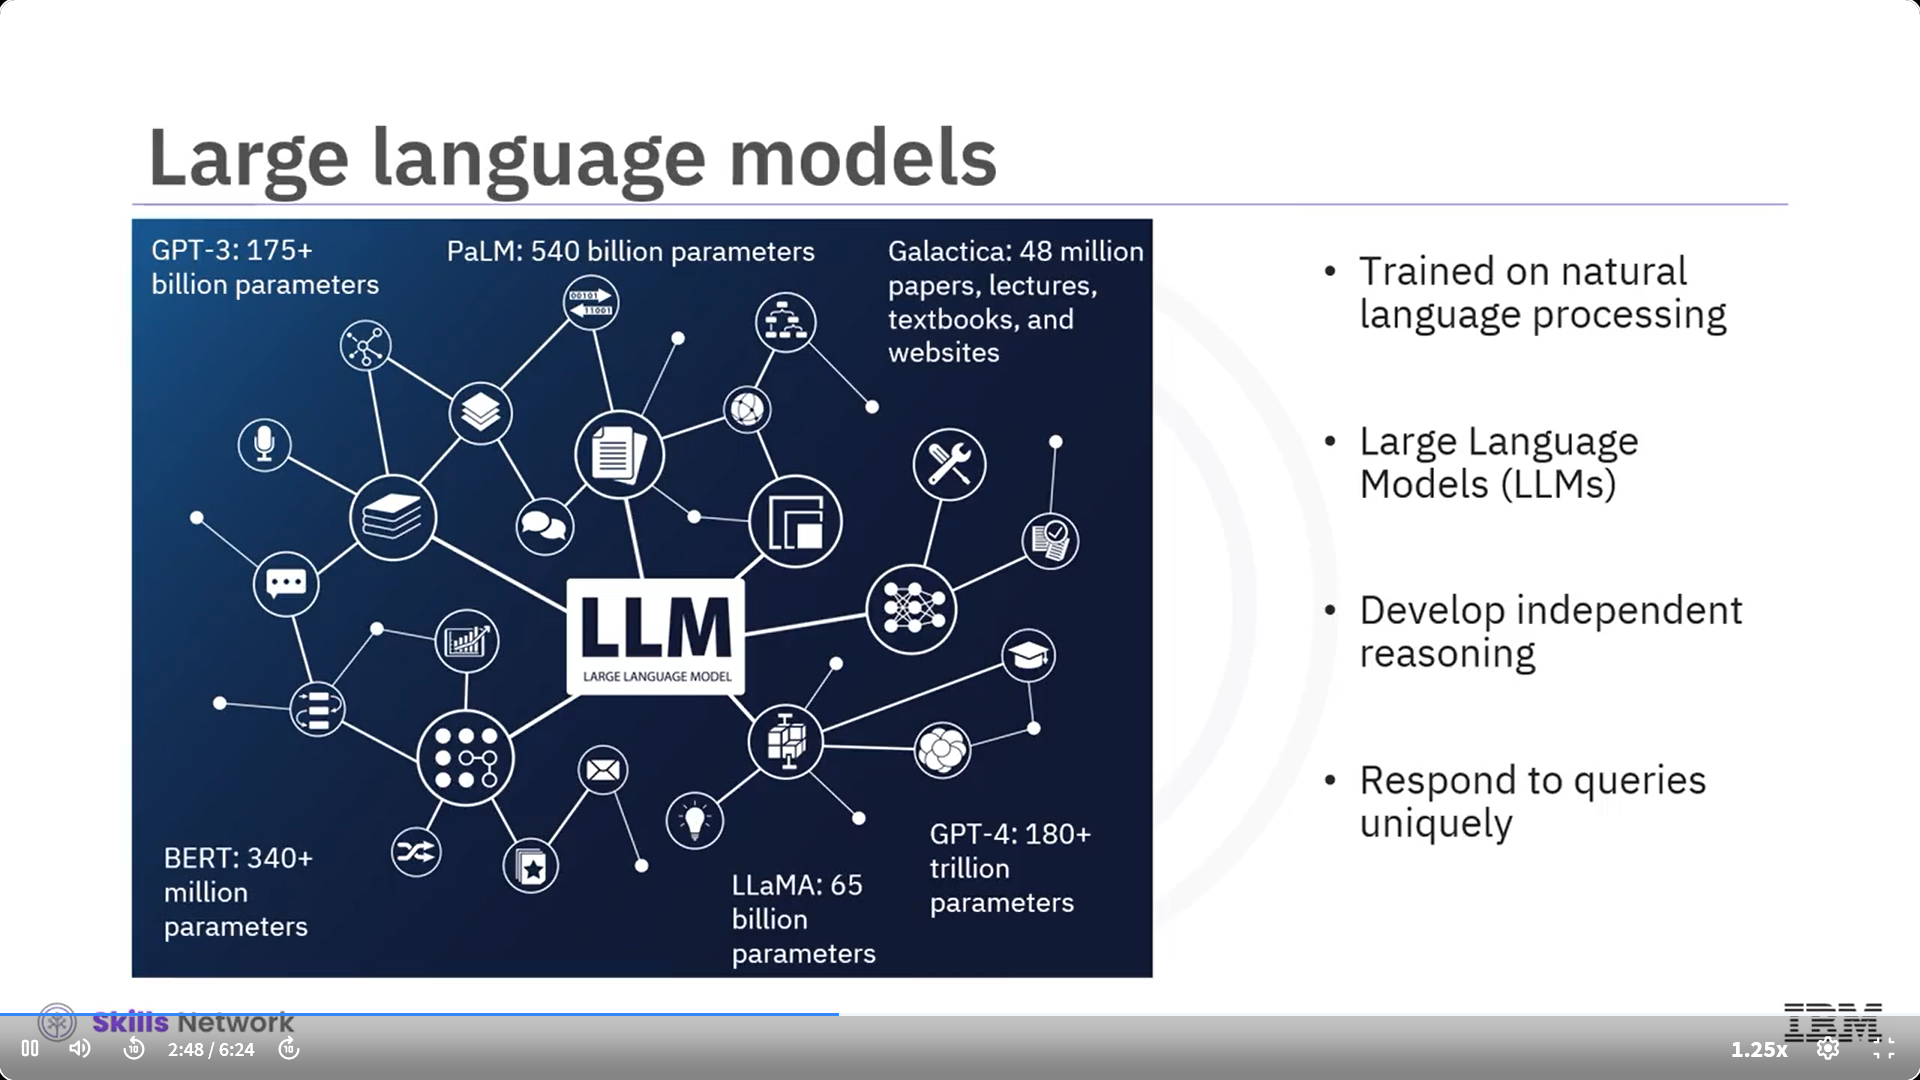 Large language models
GPT-3: 175+
billion parameters
PaLM: 540 billion parameters
Galactica: 48 million
papers, lectures,
textbooks, and
websites
00101
11001
LLM
LARGE LANGUAGE MODEL
BERT: 340+
million
parameters
LLaMA: 65
billion
parameters
GPT-4: 180+
trillion
parameters
• Trained on natural
language processing
• Large Language
Models (LLMs)
• Develop independent
reasoning
• Respond to queries
uniquely
Skills Network
IBM
10
2:48 / 6:24
10
1.25x